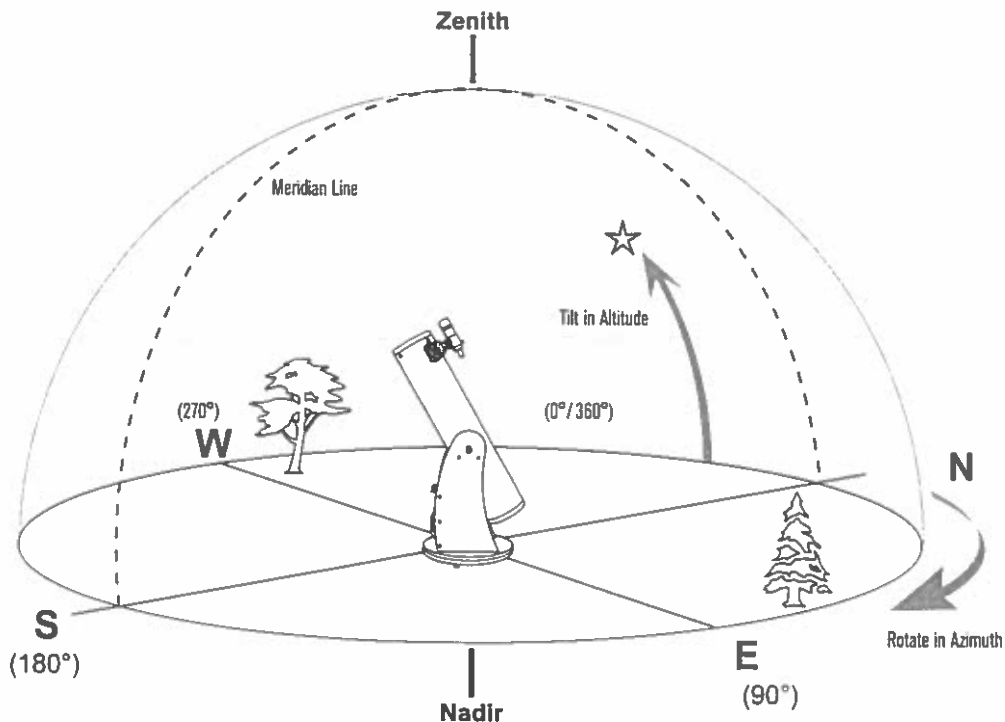 Zenith
Meridian Line
Tilt in Altitude
(270°)
(0°/360°)
W
N
S
(180°)
Rotate in Azimuth
E
(90°)
Nadir